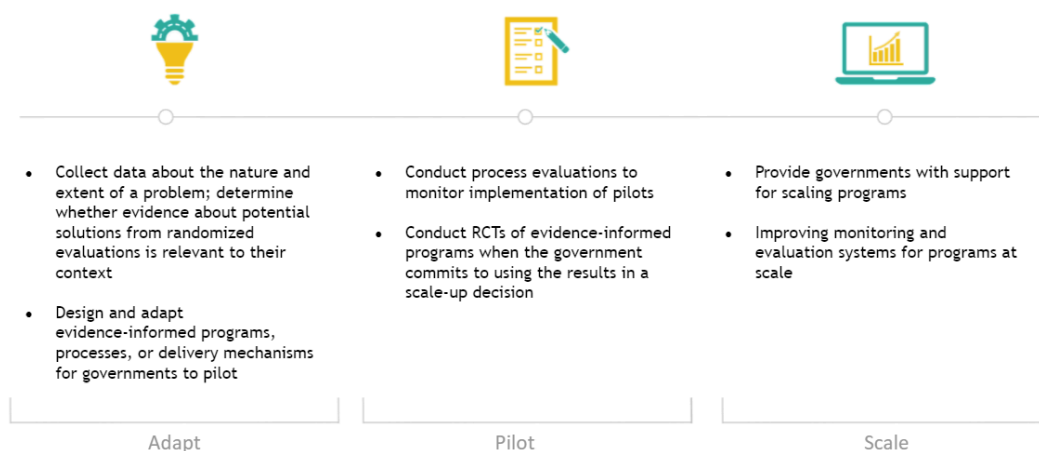 • Collect data about the nature and
extent of a problem; determine
whether evidence about potential
solutions from randomized
evaluations is relevant to their
context
• Design and adapt
evidence-informed programs,
processes, or delivery mechanisms
for governments to pilot
Adapt
• Conduct process evaluations to
monitor implementation of pilots
• Conduct RCTs of evidence-informed
programs when the government
commits to using the results in a
scale-up decision
Pilot
• Provide governments with support
for scaling programs
• Improving monitoring and
evaluation systems for programs at
scale
Scale